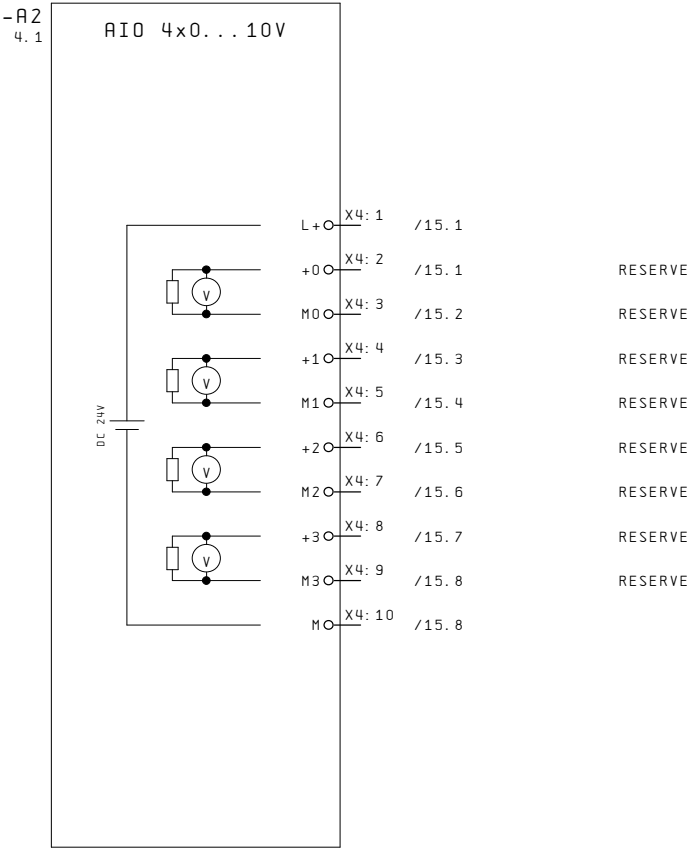 -A2
4.1
AIO 4x0...10V
L+ X4:1 /15.1
+0 X4:2 /15.1 RESERVE
V
M0 X4:3 /15.2 RESERVE
+1 X4:4 /15.3 RESERVE
V
M1 X4:5 /15.4 RESERVE
DC 24V
+2 X4:6 /15.5 RESERVE
V
M2 X4:7 /15.6 RESERVE
+3 X4:8 /15.7 RESERVE
V
M3 X4:9 /15.8 RESERVE
M X4:10 /15.8